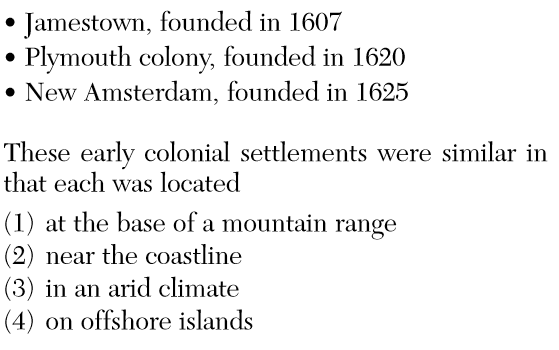 • Jamestown, founded in 1607
• Plymouth colony, founded in 1620
• New Amsterdam, founded in 1625
These early colonial settlements were similar in
that each was located
(1) at the base of a mountain range
(2) near the coastline
(3) in an arid climate
(4) on offshore islands